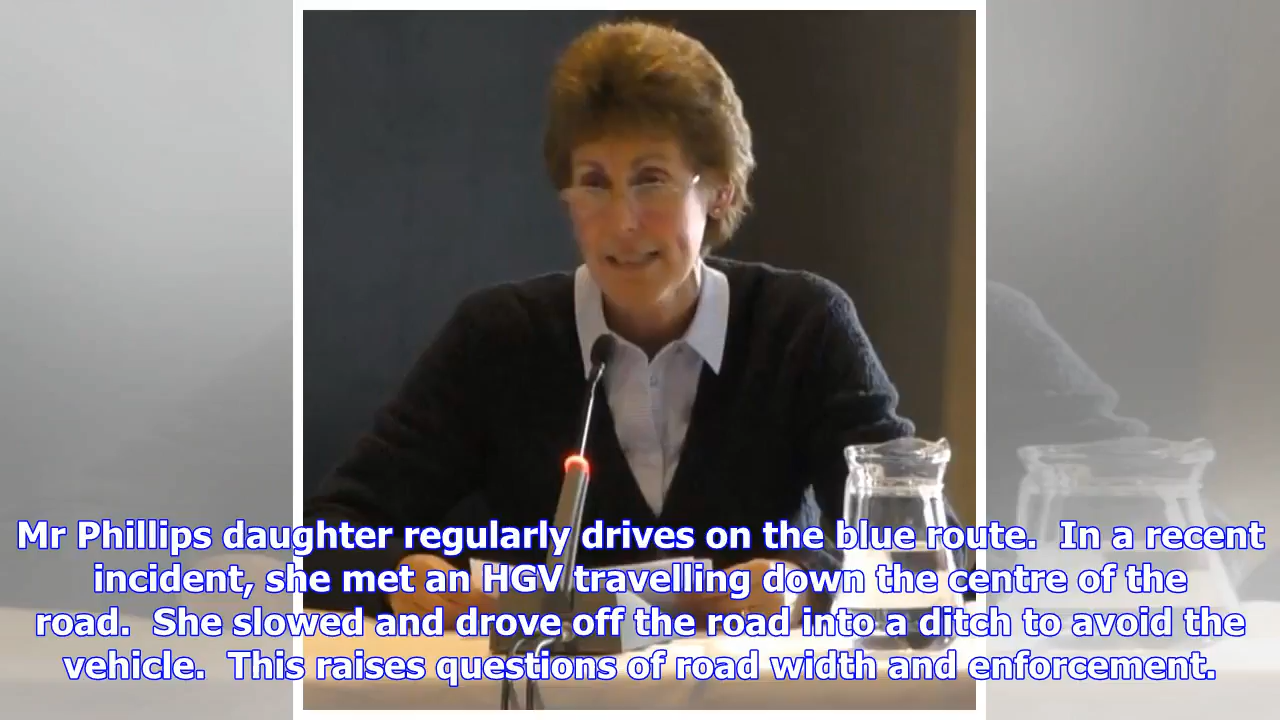 Mr Phillips daughter regularly drives on the blue route.  In a recent
incident, she met an HGV travelling down the centre of the
road.  She slowed and drove off the road into a ditch to avoid the
vehicle.  This raises questions of road width and enforcement.